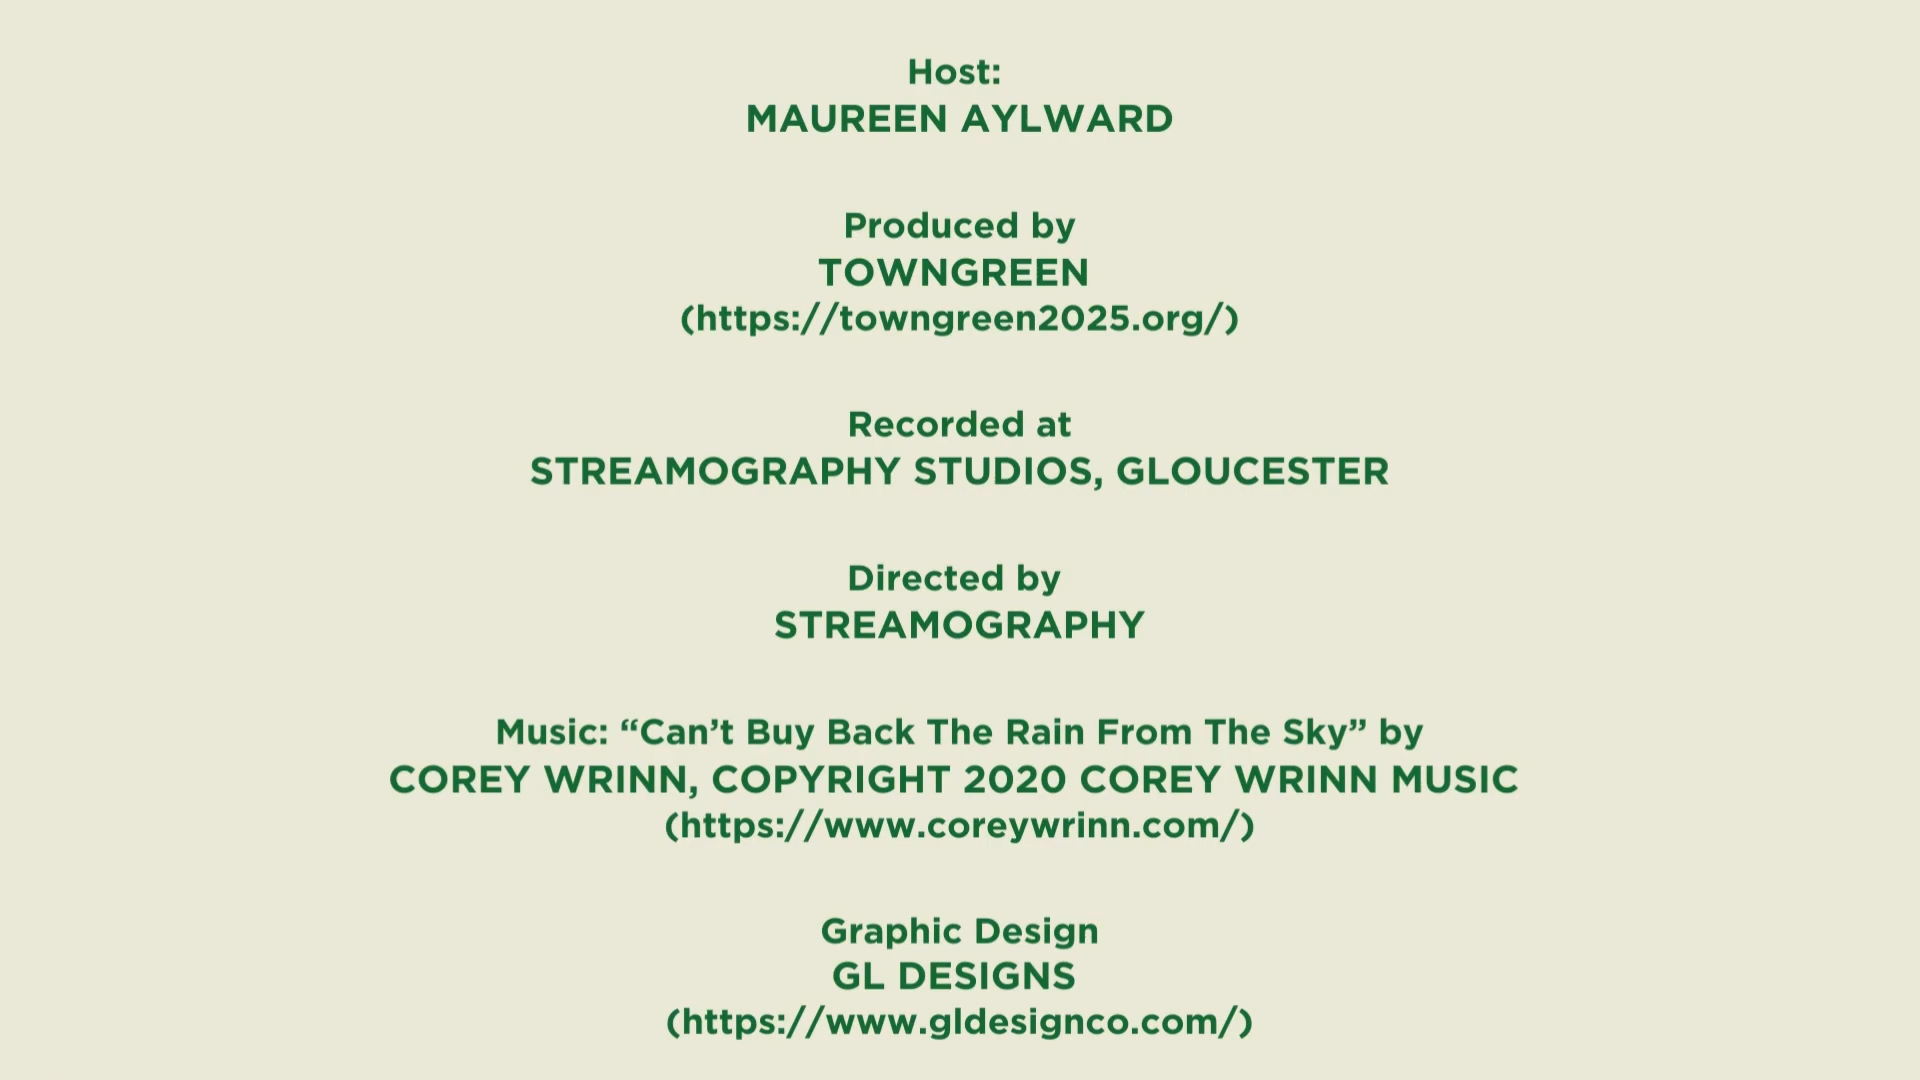 Host:
MAUREEN AYLWARD
Produced by
TOWNGREEN
(https://towngreen2025.org/)
Recorded at
STREAMOGRAPHY STUDIOS, GLOUCESTER
Directed by
STREAMOGRAPHY
Music: “Can’t Buy Back The Rain From The Sky” by
COREY WRINN, COPYRIGHT 2020 COREY WRINN MUSIC
(https://www.coreywrinn.com/)
Graphic Design
GL DESIGNS
(https://www.gldesignco.com/)